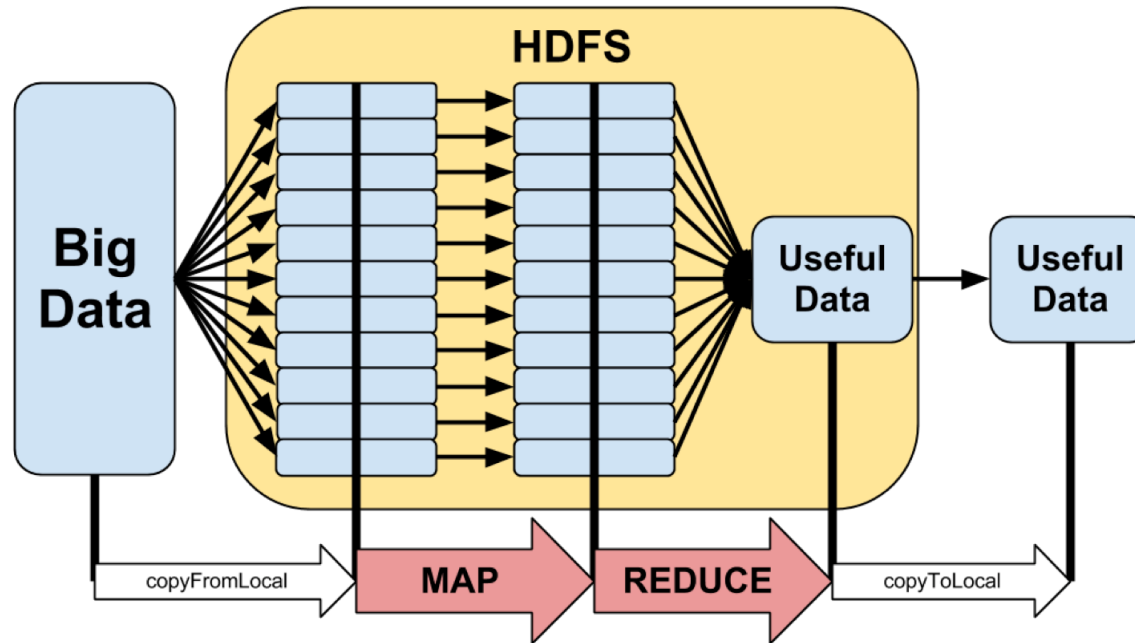 HDFS
Big
Data
Useful
Data
Useful
Data
copyFromLocal
MAP
REDUCE
copyToLocal